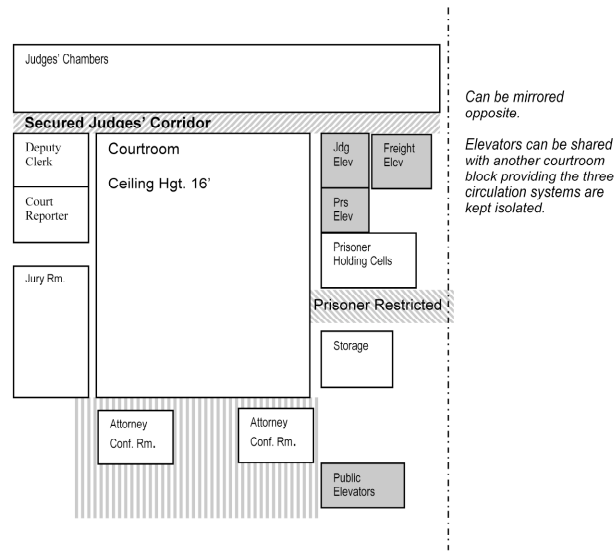 Judges' Chambers
Secured Judges' Corridor
Deputy
Clerk
Courtroom
Ceiling Hgt. 16'
Jdg
Elev
Freight
Elev
Court
Reporter
Prs
Elev
Prisoner
Holding Cells
Jury Rm.
Prisoner Restricted
Storage
Attorney
Conf. Rm.
Attorney
Conf. Rm.
Public
Elevators
Can be mirrored
opposite.
Elevators can be shared
with another courtroom
block providing the three
circulation systems are
kept isolated.